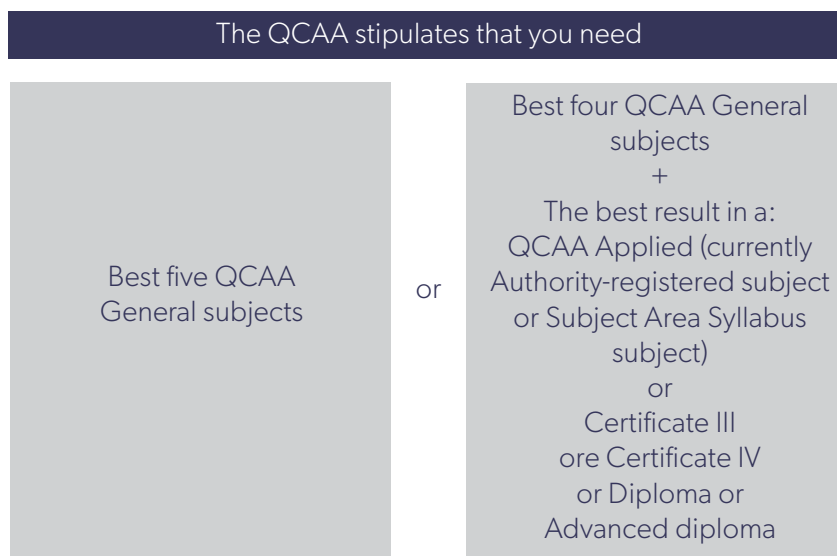 The QCAA stipulates that you need
Best five QCAA
General subjects
or
Best four QCAA General
subjects
+
The best result in a:
QCAA Applied (currently
Authority-registered subject
or Subject Area Syllabus
subject)
or
Certificate III
ore Certificate IV
or Diploma or
Advanced diploma